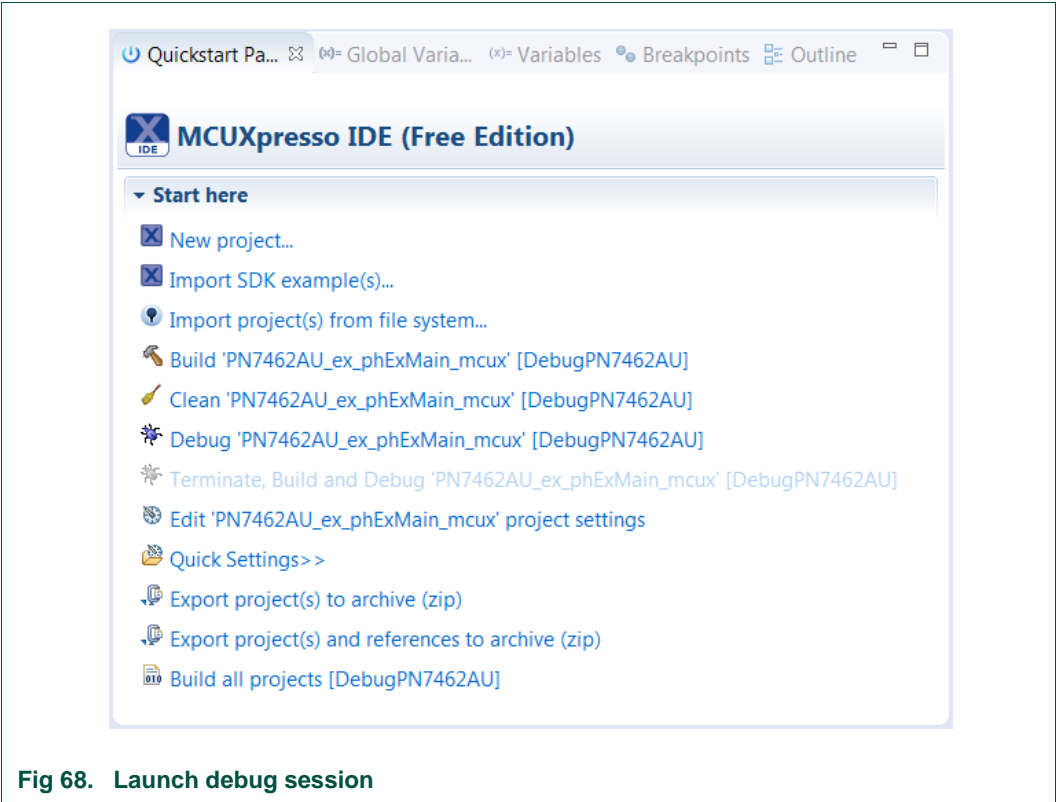 Quickstart Pa... (x)= Global Varia... (x)= Variables Breakpoints Outline
IDE MCUXpresso IDE (Free Edition)
Start here
New project...
Import SDK example(s)...
Import project(s) from file system...
Build 'PN7462AU_ex_phExMain_mcux' [DebugPN7462AU]
Clean 'PN7462AU_ex_phExMain_mcux' [DebugPN7462AU]
Debug 'PN7462AU_ex_phExMain_mcux' [DebugPN7462AU]
Terminate, Build and Debug 'PN7462AU_ex_phExMain_mcux' [DebugPN7462AU]
Edit 'PN7462AU_ex_phExMain_mcux' project settings
Quick Settings>>
Export project(s) to archive (zip)
Export project(s) and references to archive (zip)
010 Build all projects [DebugPN7462AU]
Fig 68. Launch debug session